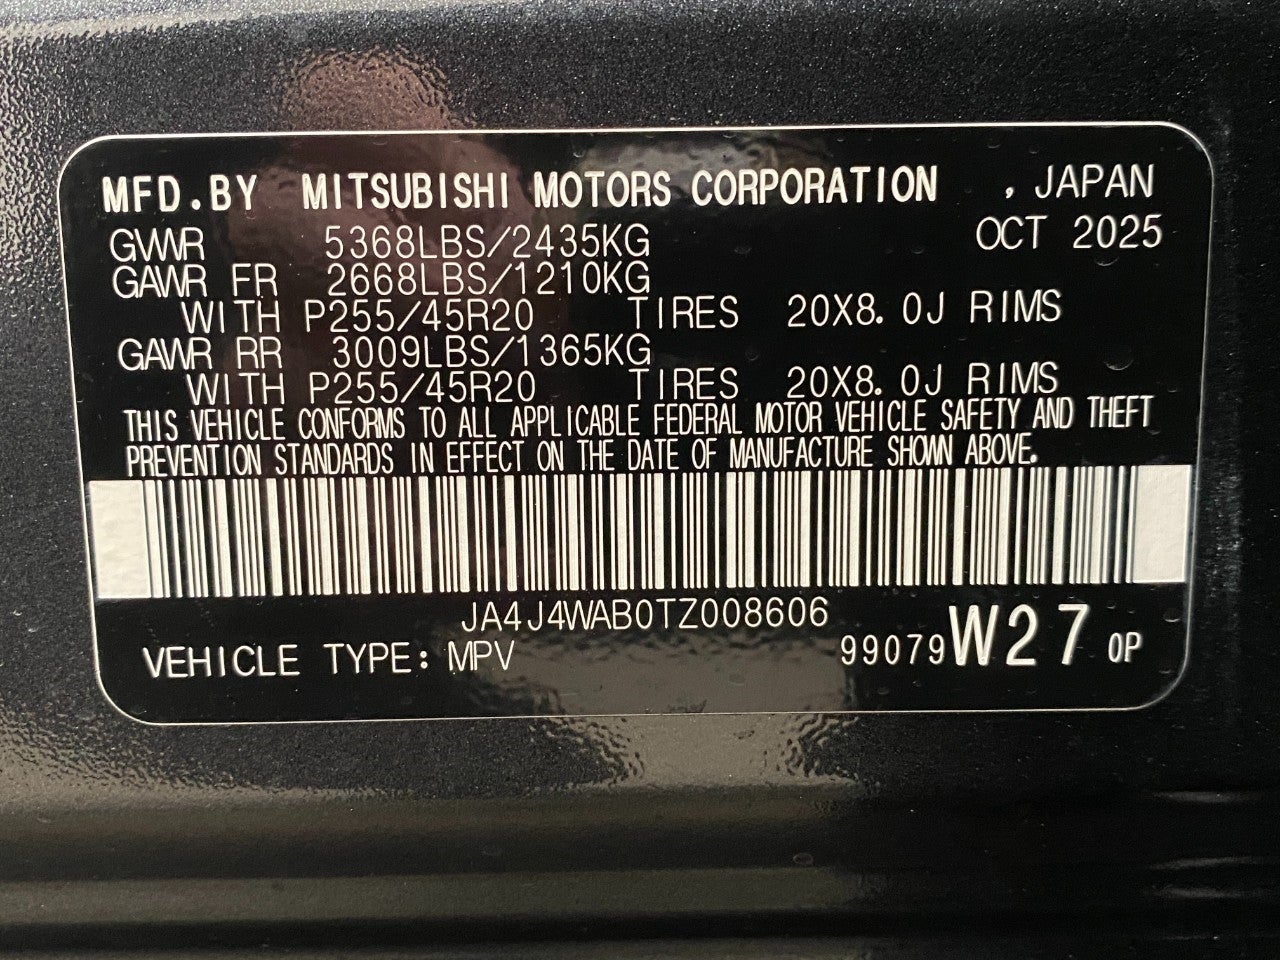 MFD.BY MITSUBISHI MOTORS CORPORATION , JAPAN
GVWR 5368LBS/2435KG OCT 2025
GAWR FR 2668LBS/1210KG
WITH P255/45R20 TIRES 20X8.0J RIMS
GAWR RR 3009LBS/1365KG
WITH P255/45R20 TIRES 20X8.0J RIMS
THIS VEHICLE CONFORMS TO ALL APPLICABLE FEDERAL MOTOR VEHICLE SAFETY AND THEFT
PREVENTION STANDARDS IN EFFECT ON THE DATE OF MANUFACTURE SHOWN ABOVE.
JA4J4WAB0TZ008606
VEHICLE TYPE: MPV 99079 W27 0P